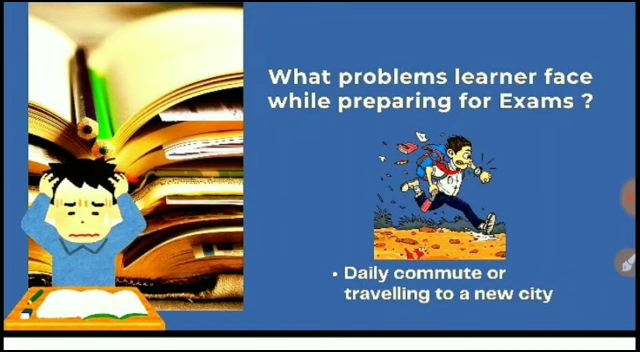 What problems learner face
while preparing for Exams ?
• Daily commute or
travelling to a new city